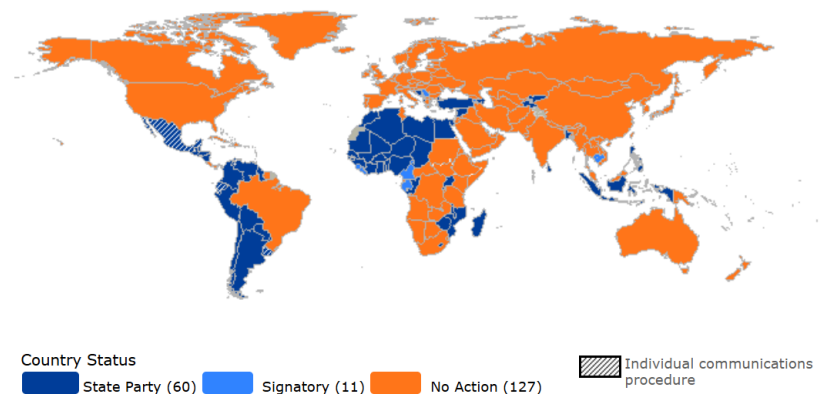 Country Status
State Party (60)
Signatory (11)
No Action (127)
Individual communications
procedure